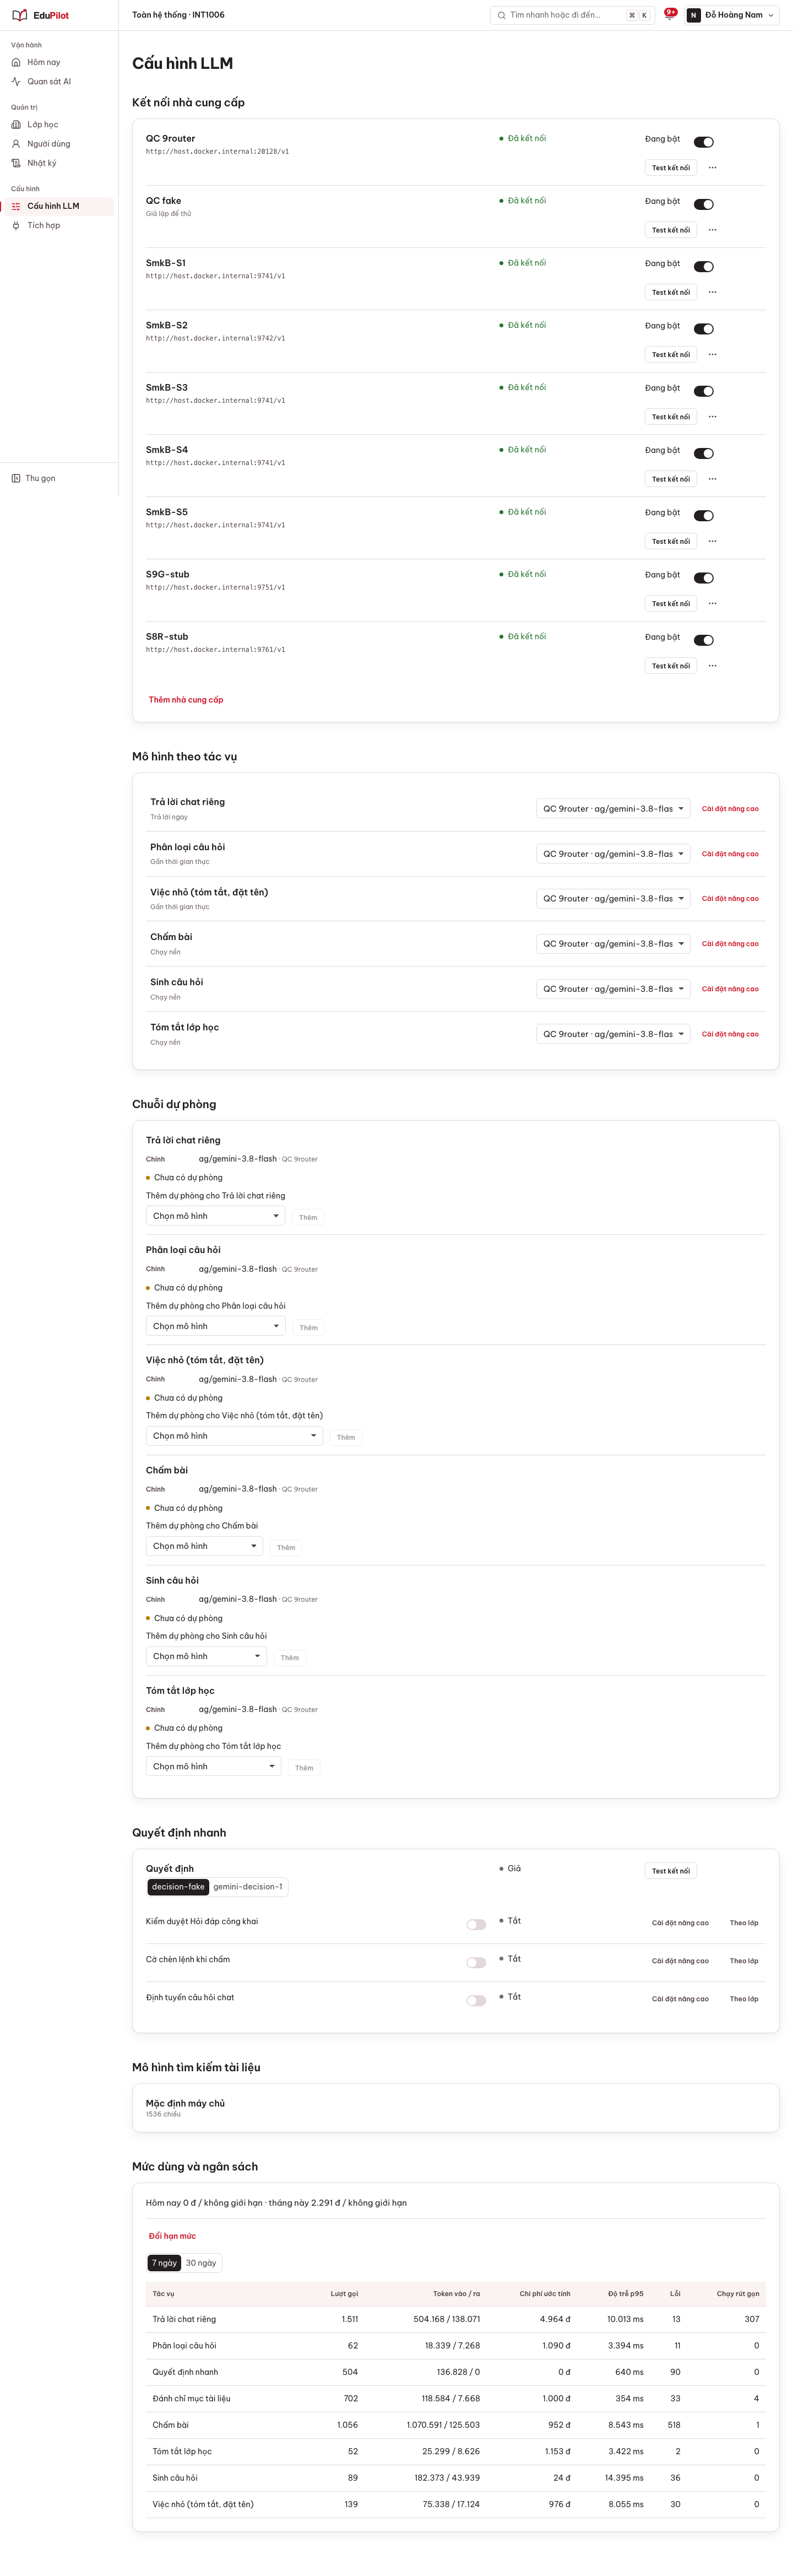 EduPilot
Toàn hệ thống · INT1006
Tìm nhanh hoặc đi đến...
⌘ K
9+
N
Đỗ Hoàng Nam
Vận hành
Hôm nay
Quan sát AI
Quản trị
Lớp học
Người dùng
Nhật ký
Cấu hình
Cấu hình LLM
Tích hợp
Thu gọn
Cấu hình LLM
Kết nối nhà cung cấp
QC 9router
http://host.docker.internal:20128/v1
Đã kết nối
Đang bật
Test kết nối
QC fake
Giả lập để thử
Đã kết nối
Đang bật
Test kết nối
SmkB-S1
http://host.docker.internal:9741/v1
Đã kết nối
Đang bật
Test kết nối
SmkB-S2
http://host.docker.internal:9742/v1
Đã kết nối
Đang bật
Test kết nối
SmkB-S3
http://host.docker.internal:9741/v1
Đã kết nối
Đang bật
Test kết nối
SmkB-S4
http://host.docker.internal:9741/v1
Đã kết nối
Đang bật
Test kết nối
SmkB-S5
http://host.docker.internal:9741/v1
Đã kết nối
Đang bật
Test kết nối
S9G-stub
http://host.docker.internal:9751/v1
Đã kết nối
Đang bật
Test kết nối
S8R-stub
http://host.docker.internal:9761/v1
Đã kết nối
Đang bật
Test kết nối
Thêm nhà cung cấp
Mô hình theo tác vụ
Trả lời chat riêng
Trả lời ngay
QC 9router · ag/gemini-3.8-flas
Cài đặt nâng cao
Phân loại câu hỏi
Gần thời gian thực
QC 9router · ag/gemini-3.8-flas
Cài đặt nâng cao
Việc nhỏ (tóm tắt, đặt tên)
Gần thời gian thực
QC 9router · ag/gemini-3.8-flas
Cài đặt nâng cao
Chấm bài
Chạy nền
QC 9router · ag/gemini-3.8-flas
Cài đặt nâng cao
Sinh câu hỏi
Chạy nền
QC 9router · ag/gemini-3.8-flas
Cài đặt nâng cao
Tóm tắt lớp học
Chạy nền
QC 9router · ag/gemini-3.8-flas
Cài đặt nâng cao
Chuỗi dự phòng
Trả lời chat riêng
Chính ag/gemini-3.8-flash · QC 9router
Chưa có dự phòng
Thêm dự phòng cho Trả lời chat riêng
Chọn mô hình Thêm
Phân loại câu hỏi
Chính ag/gemini-3.8-flash · QC 9router
Chưa có dự phòng
Thêm dự phòng cho Phân loại câu hỏi
Chọn mô hình Thêm
Việc nhỏ (tóm tắt, đặt tên)
Chính ag/gemini-3.8-flash · QC 9router
Chưa có dự phòng
Thêm dự phòng cho Việc nhỏ (tóm tắt, đặt tên)
Chọn mô hình Thêm
Chấm bài
Chính ag/gemini-3.8-flash · QC 9router
Chưa có dự phòng
Thêm dự phòng cho Chấm bài
Chọn mô hình Thêm
Sinh câu hỏi
Chính ag/gemini-3.8-flash · QC 9router
Chưa có dự phòng
Thêm dự phòng cho Sinh câu hỏi
Chọn mô hình Thêm
Tóm tắt lớp học
Chính ag/gemini-3.8-flash · QC 9router
Chưa có dự phòng
Thêm dự phòng cho Tóm tắt lớp học
Chọn mô hình Thêm
Quyết định nhanh
Quyết định
decision-fake gemini-decision-1
Giả
Test kết nối
Kiểm duyệt Hỏi đáp công khai Tắt Cài đặt nâng cao Theo lớp
Cờ chèn lệnh khi chấm Tắt Cài đặt nâng cao Theo lớp
Định tuyến câu hỏi chat Tắt Cài đặt nâng cao Theo lớp
Mô hình tìm kiếm tài liệu
Mặc định máy chủ
1536 chiều
Mức dùng và ngân sách
Hôm nay 0 đ / không giới hạn · tháng này 2.291 đ / không giới hạn
Đổi hạn mức
7 ngày 30 ngày
Tác vụ Lượt gọi Token vào / ra Chi phí ước tính Độ trễ p95 Lỗi Chạy rút gọn
Trả lời chat riêng 1.511 504.168 / 138.071 4.964 đ 10.013 ms 13 307
Phân loại câu hỏi 62 18.339 / 7.268 1.090 đ 3.394 ms 11 0
Quyết định nhanh 504 136.828 / 0 0 đ 640 ms 90 0
Đánh chỉ mục tài liệu 702 118.584 / 7.668 1.000 đ 354 ms 33 4
Chấm bài 1.056 1.070.591 / 125.503 952 đ 8.543 ms 518 1
Tóm tắt lớp học 52 25.299 / 8.626 1.153 đ 3.422 ms 2 0
Sinh câu hỏi 89 182.373 / 43.939 24 đ 14.395 ms 36 0
Việc nhỏ (tóm tắt, đặt tên) 139 75.338 / 17.124 976 đ 8.055 ms 30 0